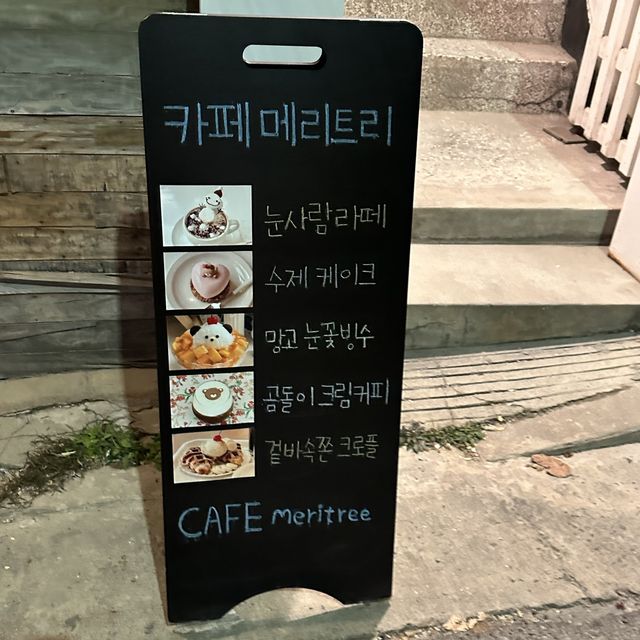 카페 메리트리
눈사람라떼
수제 케이크
망고 눈꽃빙수
곰돌이크림커피
겉바속쫀 크로플
CAFE meritree